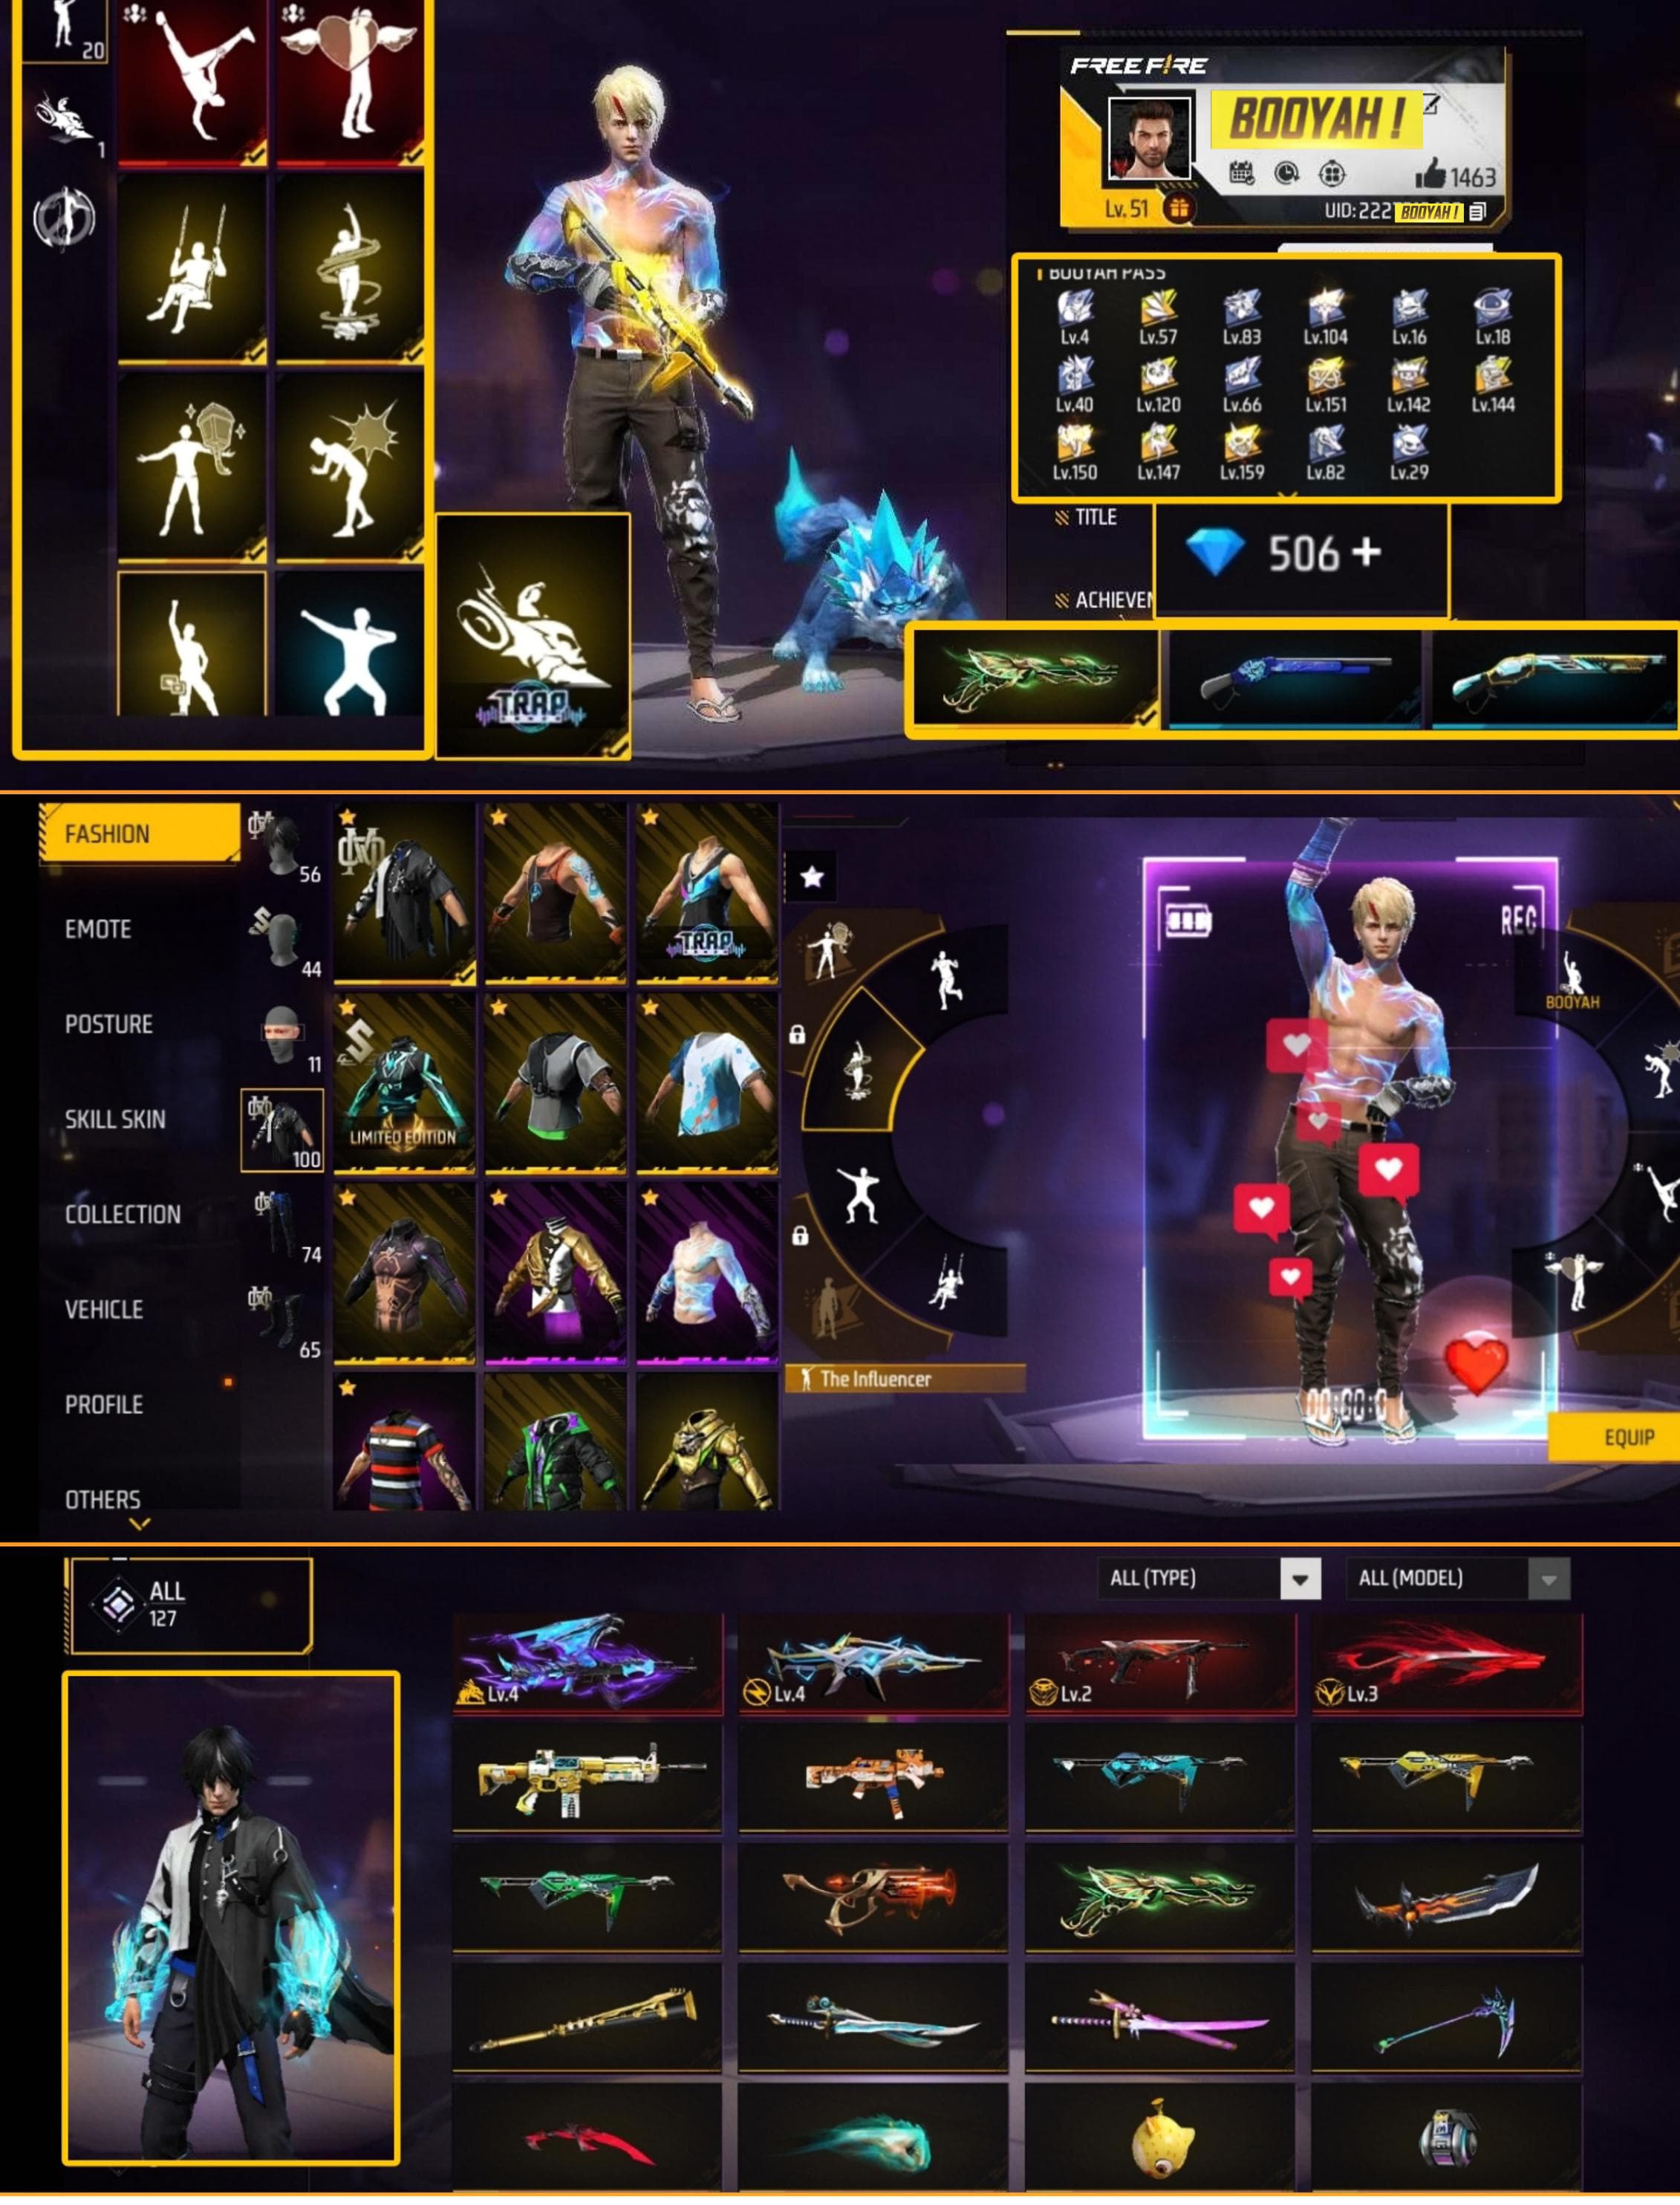 20
1
FREE FIRE
BOOYAH !
1463
Lv. 51
UID:222
BOOYAH !
BOOYAH PASS
Lv.4 Lv.57 Lv.83 Lv.104 Lv.16 Lv.18
Lv.40 Lv.120 Lv.66 Lv.151 Lv.142 Lv.144
Lv.150 Lv.147 Lv.159 Lv.82 Lv.29
TITLE
506 +
ACHIEVEM
TRAP
FASHION
EMOTE
POSTURE
SKILL SKIN
COLLECTION
VEHICLE
PROFILE
OTHERS
56
44
11
100
74
65
TRAP
LIMITED EDITION
The Influencer
REC
BOOYAH
00:00:0
EQUIP
ALL
127
ALL (TYPE)
ALL (MODEL)
Lv.4
Lv.4
Lv.2
Lv.3